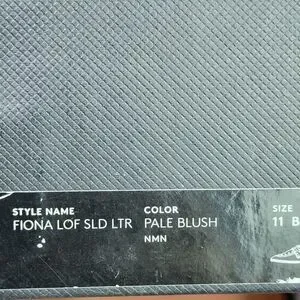 STYLE NAME COLOR SIZE
FIONA LOF SLD LTR PALE BLUSH 11 B
NMN